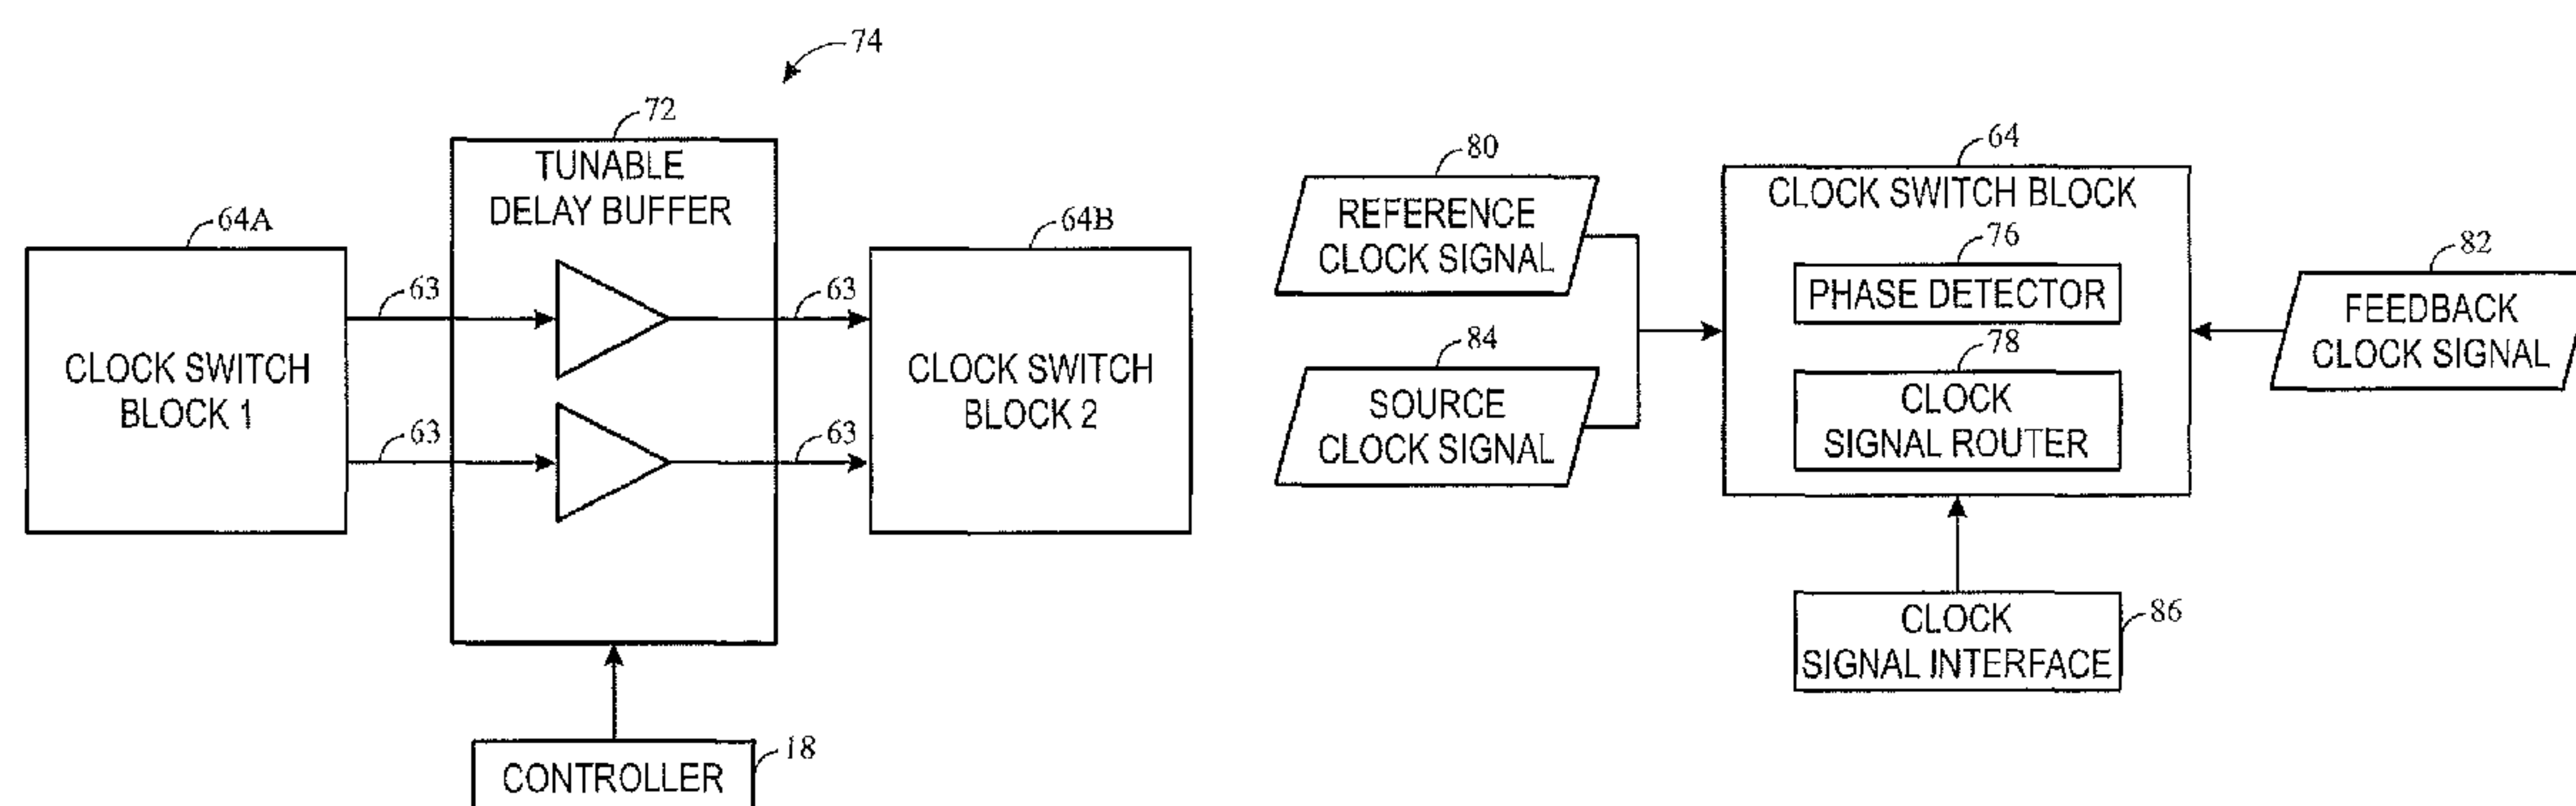 74
72
TUNABLE
DELAY BUFFER
64A
CLOCK SWITCH
BLOCK 1
63
63
63
63
64B
CLOCK SWITCH
BLOCK 2
CONTROLLER
18
80
REFERENCE
CLOCK SIGNAL
84
SOURCE
CLOCK SIGNAL
64
CLOCK SWITCH BLOCK
76
PHASE DETECTOR
78
CLOCK
SIGNAL ROUTER
82
FEEDBACK
CLOCK SIGNAL
CLOCK
SIGNAL INTERFACE
86